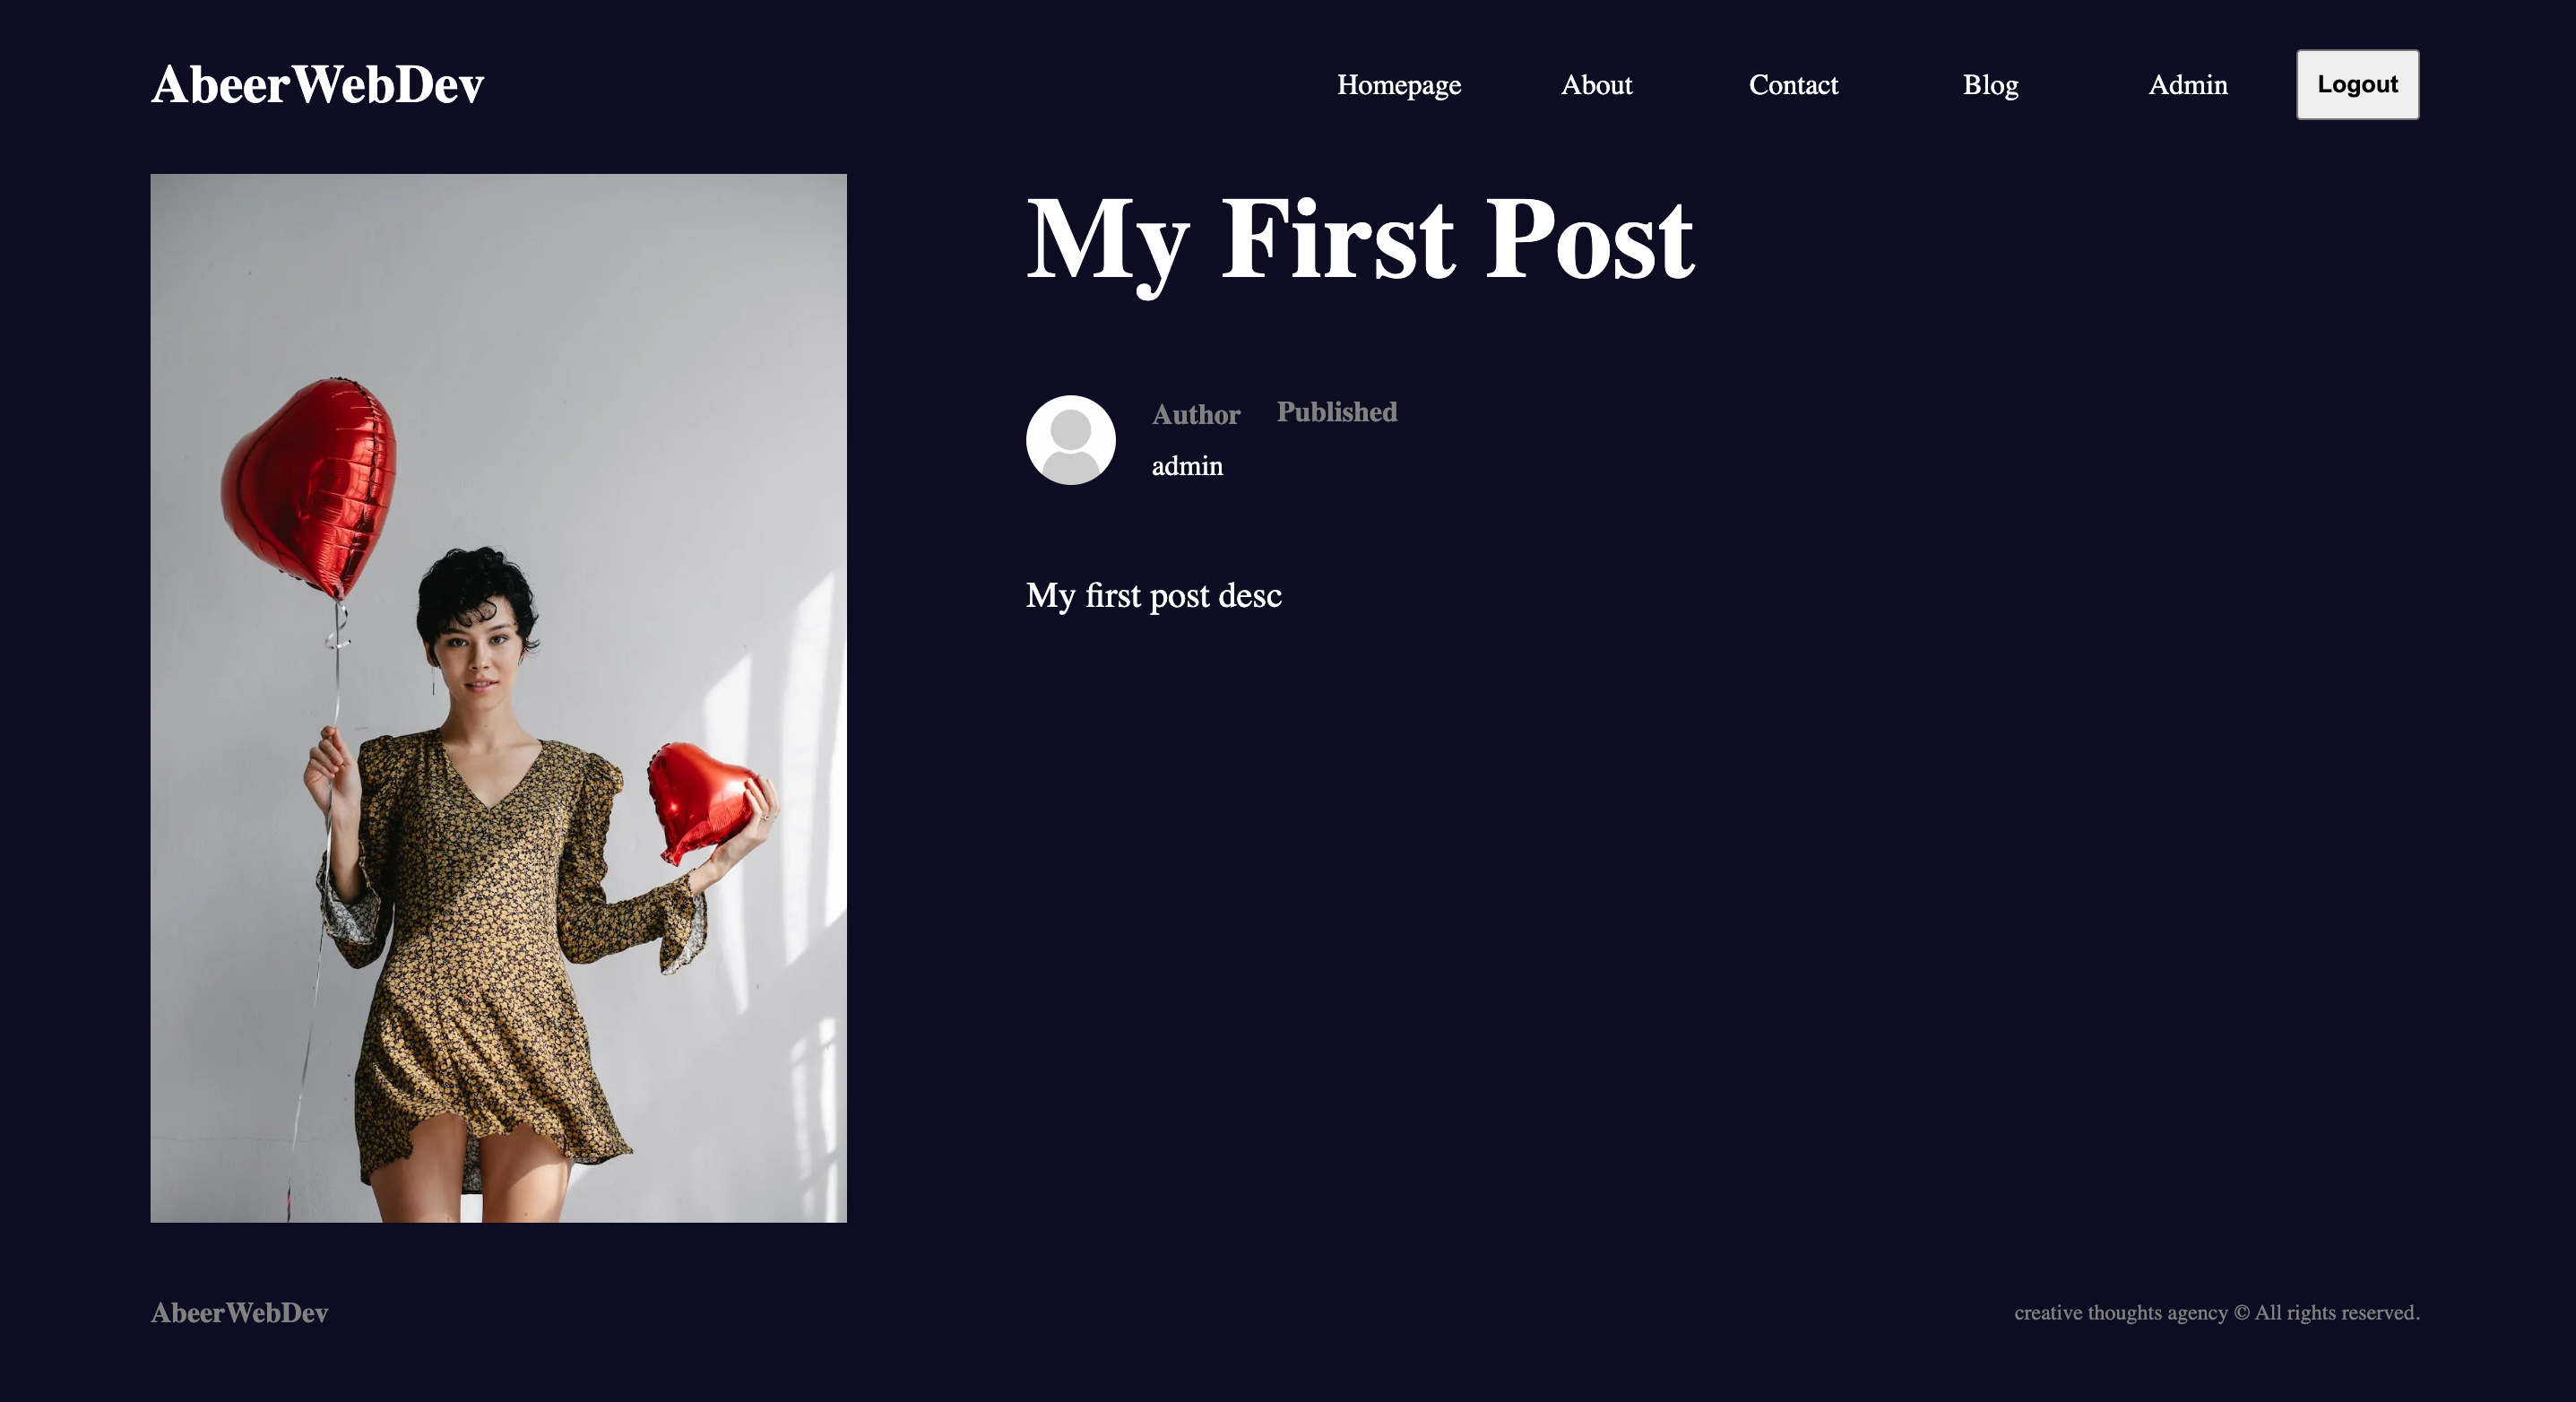 AbeerWebDev
Homepage About Contact Blog Admin Logout
My First Post
Author Published
admin
My first post desc
AbeerWebDev
creative thoughts agency © All rights reserved.